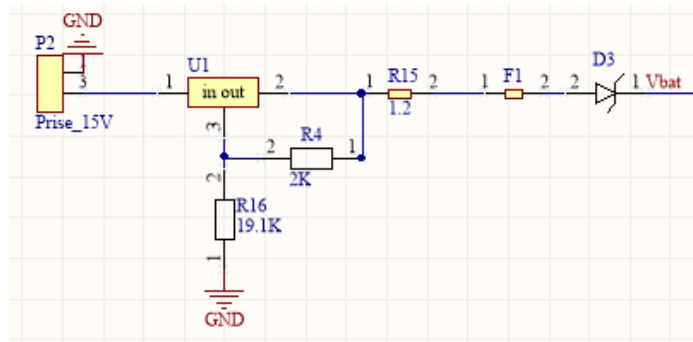 GND
P2
3
Prise_15V
U1
1 in out 2
3
R4
2 1
2K
2
R16
19.1K
1
GND
R15
1 2
1.2
F1
1 2
D3
2 1 Vbat